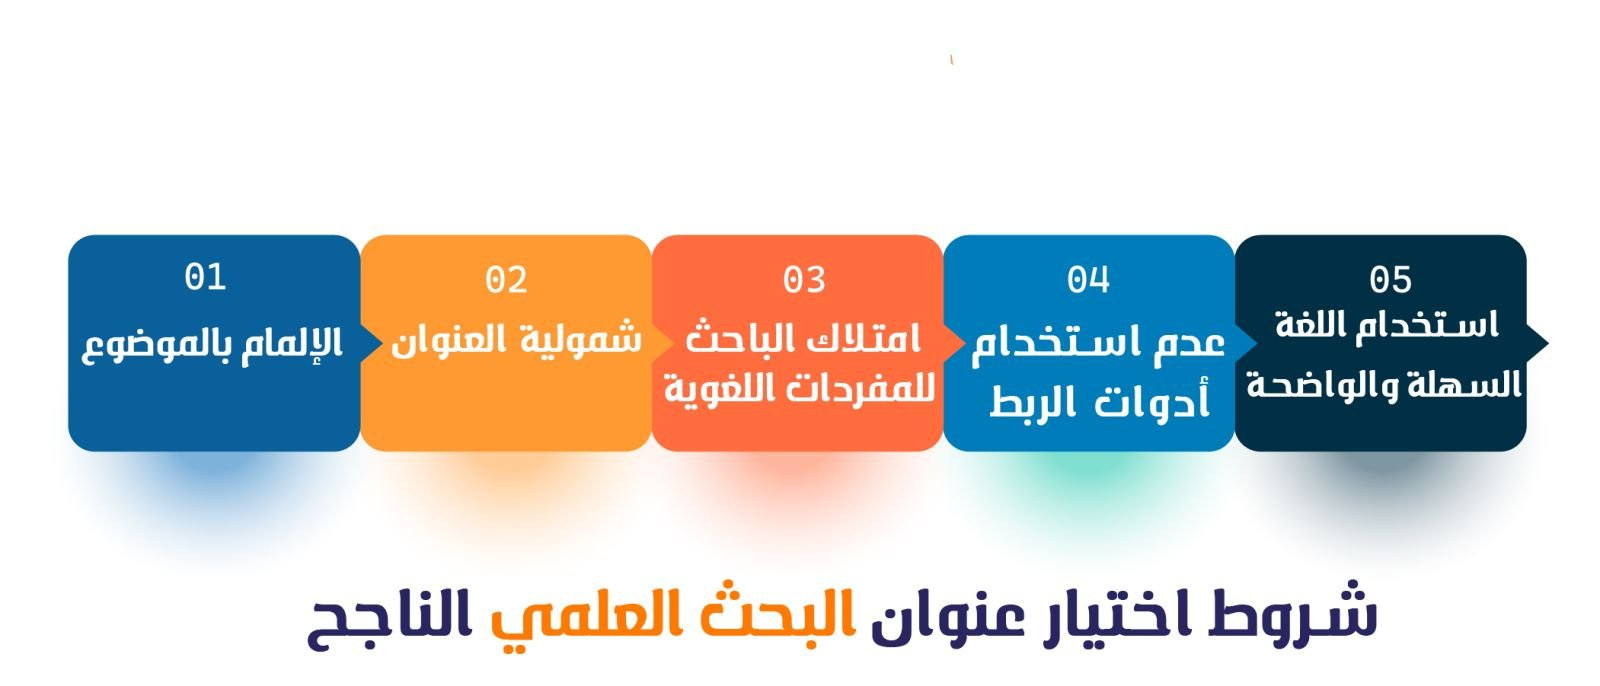 01
الإلمام بالموضوع
02
شمولية العنوان
03
امتلاك الباحث
للمفردات اللغوية
04
عدم استخدام
أدوات الربط
05
استخدام اللغة
السهلة والواضحة
شروط اختيار عنوان البحث العلمي الناجح